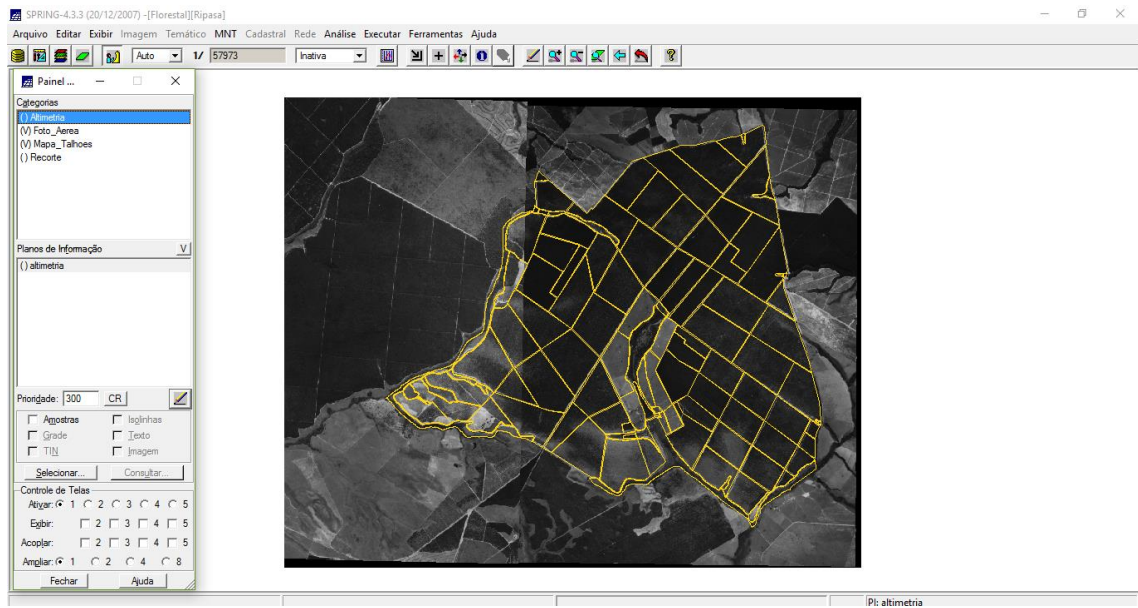 SPRING-4.3.3 (20/12/2007) -[Florestal][Ripasa]
Arquivo Editar Exibir Imagem Temático MNT Cadastral Rede Análise Executar Ferramentas Ajuda
Auto 1/ 57973 Inativa
Painel ...
Categorias
( ) Altimetria
(V) Foto_Aerea
(V) Mapa_Talhoes
( ) Recorte
Planos de Informação V
( ) altimetria
Prioridade: 300 CR
Amostras Isolinhas
Grade Texto
TIN Imagem
Selecionar... Consultar...
Controle de Telas
Ativar: 1 2 3 4 5
Exibir: 2 3 4 5
Acoplar: 2 3 4 5
Ampliar: 1 2 4 8
Fechar Ajuda
PI: altimetria